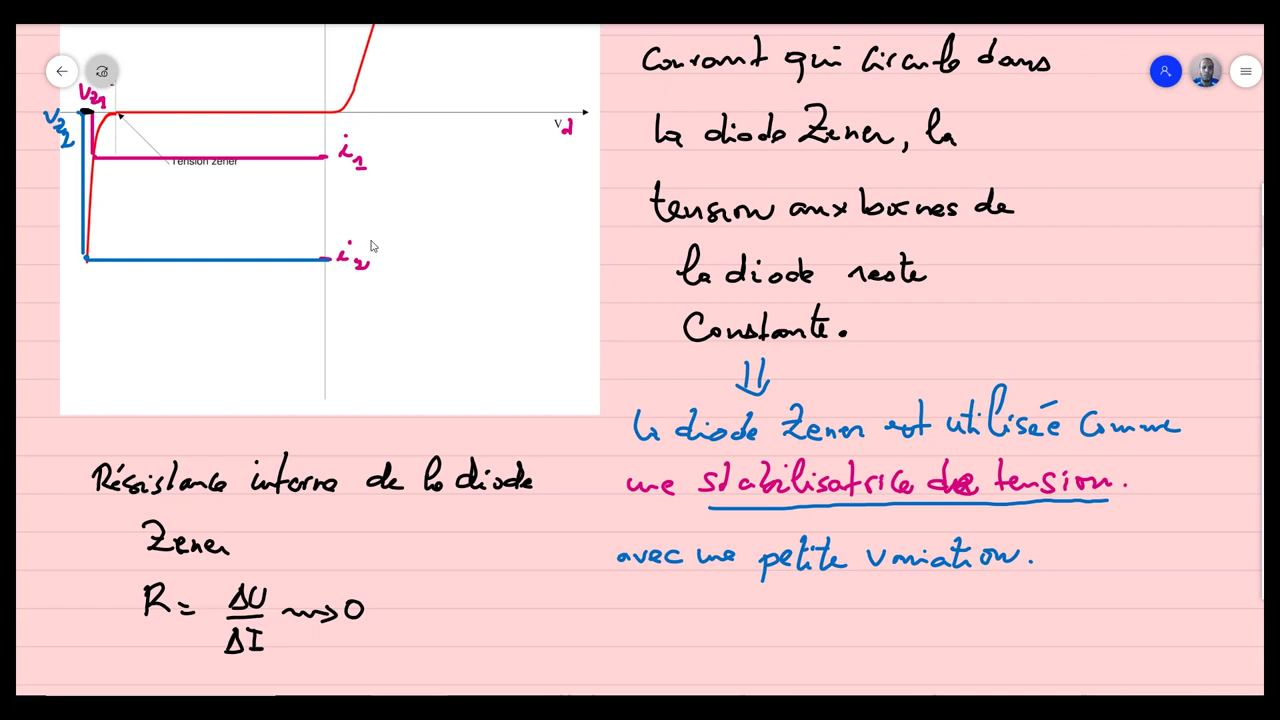 Vz1
Vz2
Vd
i1
Tension zener
i2
Résistance interne de la diode
Zener
R = ΔU / ΔI → 0
Courant qui circule dans
la diode Zener, la
tension aux bornes de
la diode reste
Constante.
⇓
la diode Zener est utilisée comme
une stabilisatrice de tension.
avec une petite variation.